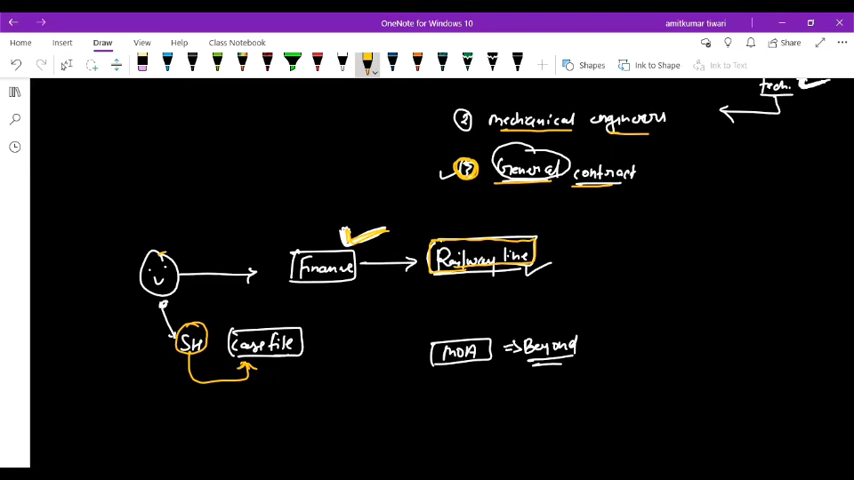 OneNote for Windows 10
amitkumar tiwari
Home Insert Draw View Help Class Notebook
Share
Shapes Ink to Shape Ink to Text
tech.
② mechanical engineers
③ General contract
Finance Railway line
SH case file
MOA ⇒ Beyond